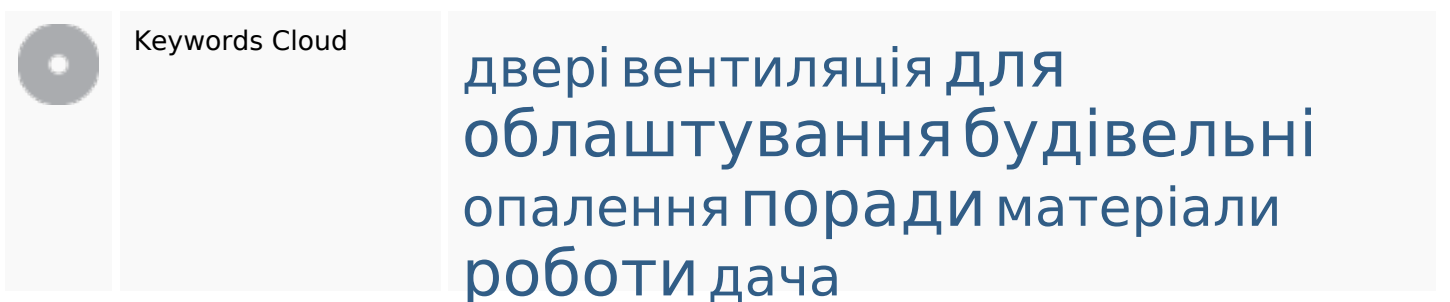 Keywords Cloud
двері вентиляція для
облаштування будівельні
опалення поради матеріали
роботи дача